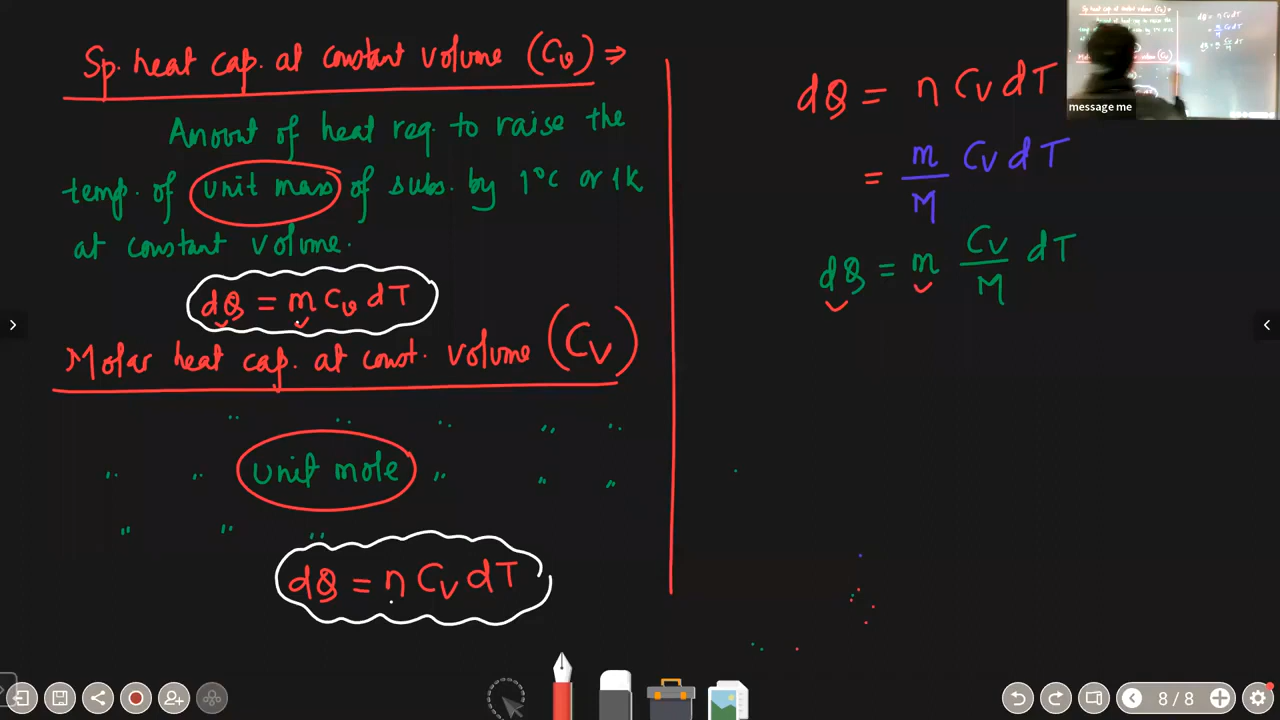 Sp. heat cap. at constant volume (Cv) ⇒
Amount of heat req. to raise the
temp. of unit mass of subs. by 1°C or 1K
at constant volume.
dQ = m Cv dT
Molar heat cap. at const. volume (CV)
" " " " "
" " unit mole " " "
" " "
dQ = n CV dT
dQ = n CV dT
= m/M CV dT
dQ = m CV/M dT
message me
8/8